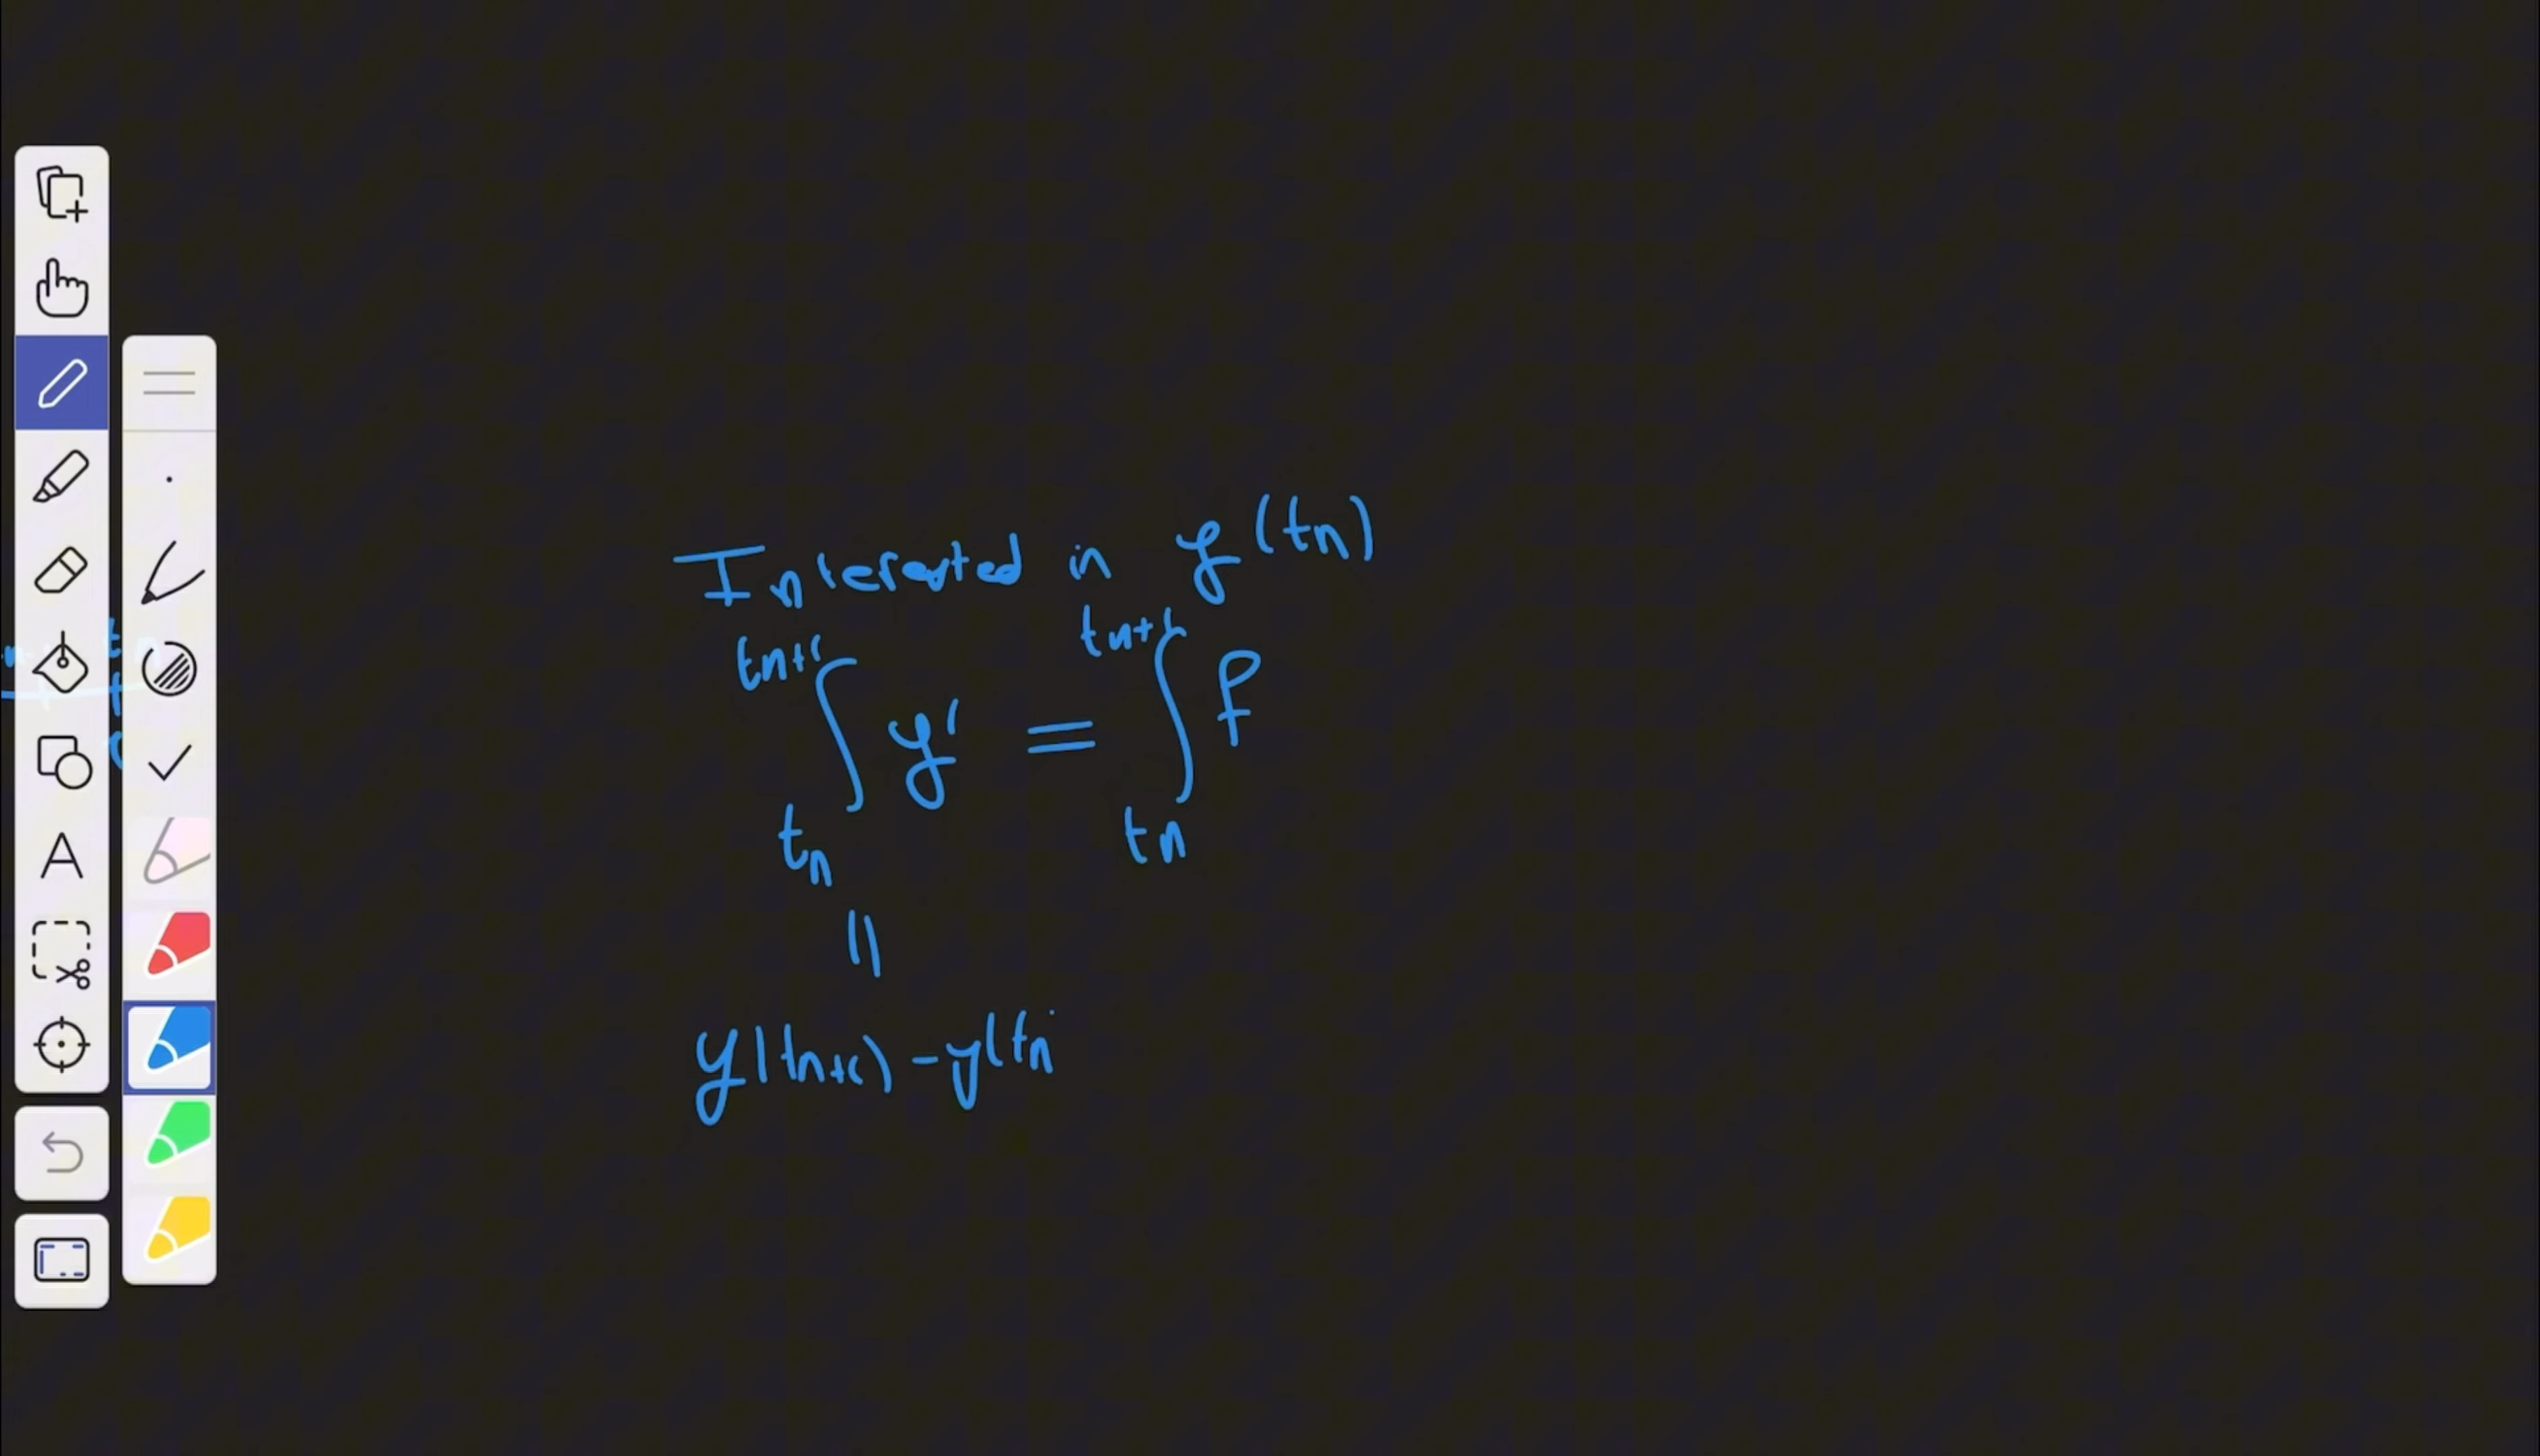 Interested in y(tn)
tn+1 tn+1
∫ y' = ∫ f
tn tn
||
y(tn+1) - y(tn
A